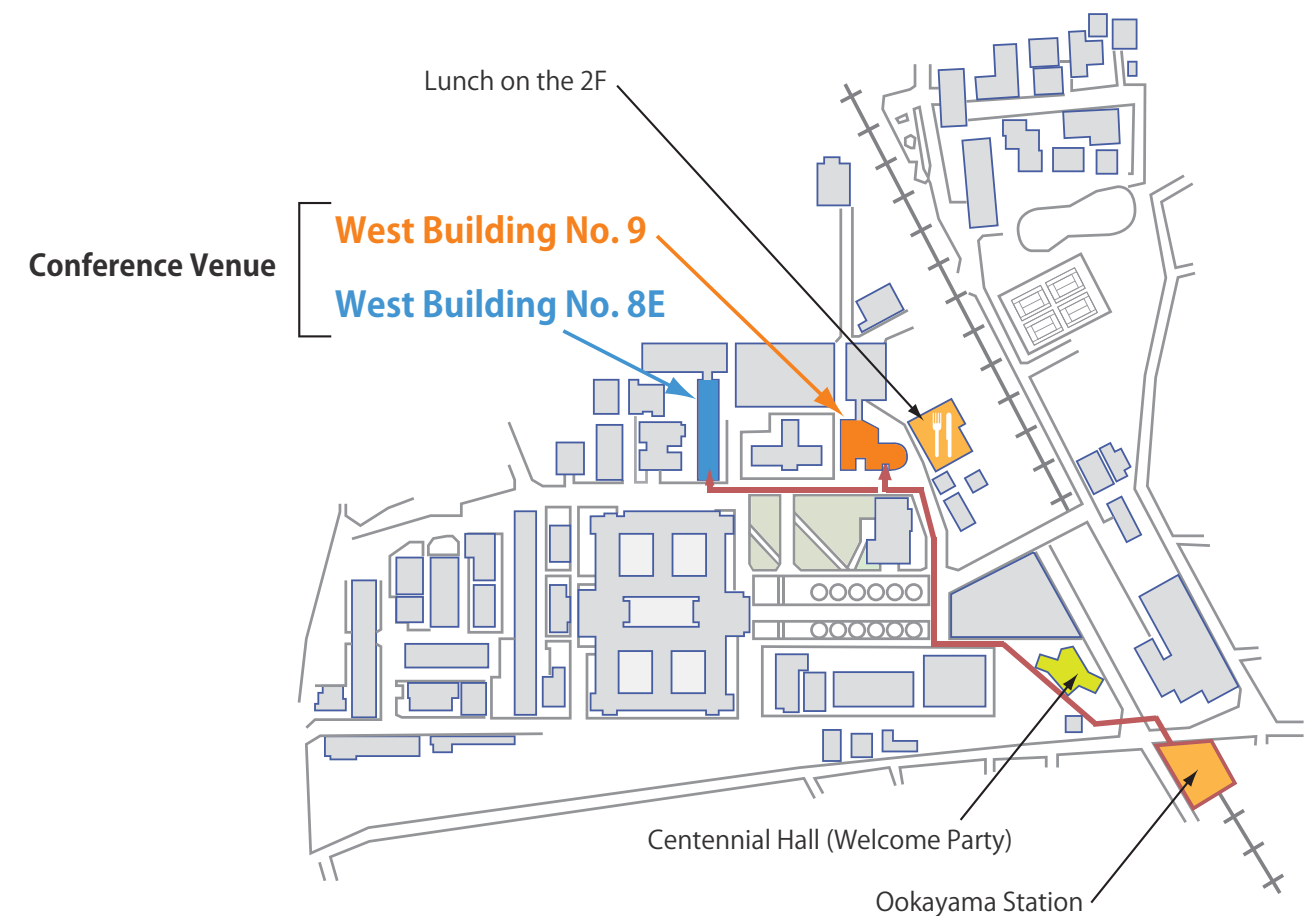 Lunch on the 2F
West Building No. 9
Conference Venue
West Building No. 8E
Centennial Hall (Welcome Party)
Ookayama Station